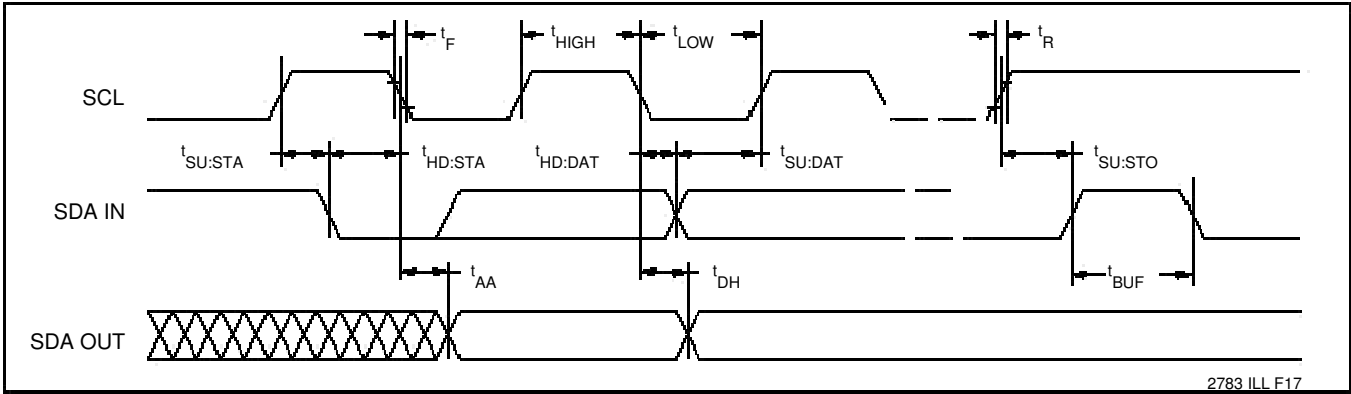 tF
tHIGH
tLOW
tR
SCL
tSU:STA
tHD:STA
tHD:DAT
tSU:DAT
tSU:STO
SDA IN
tAA
tDH
tBUF
SDA OUT
2783 ILL F17